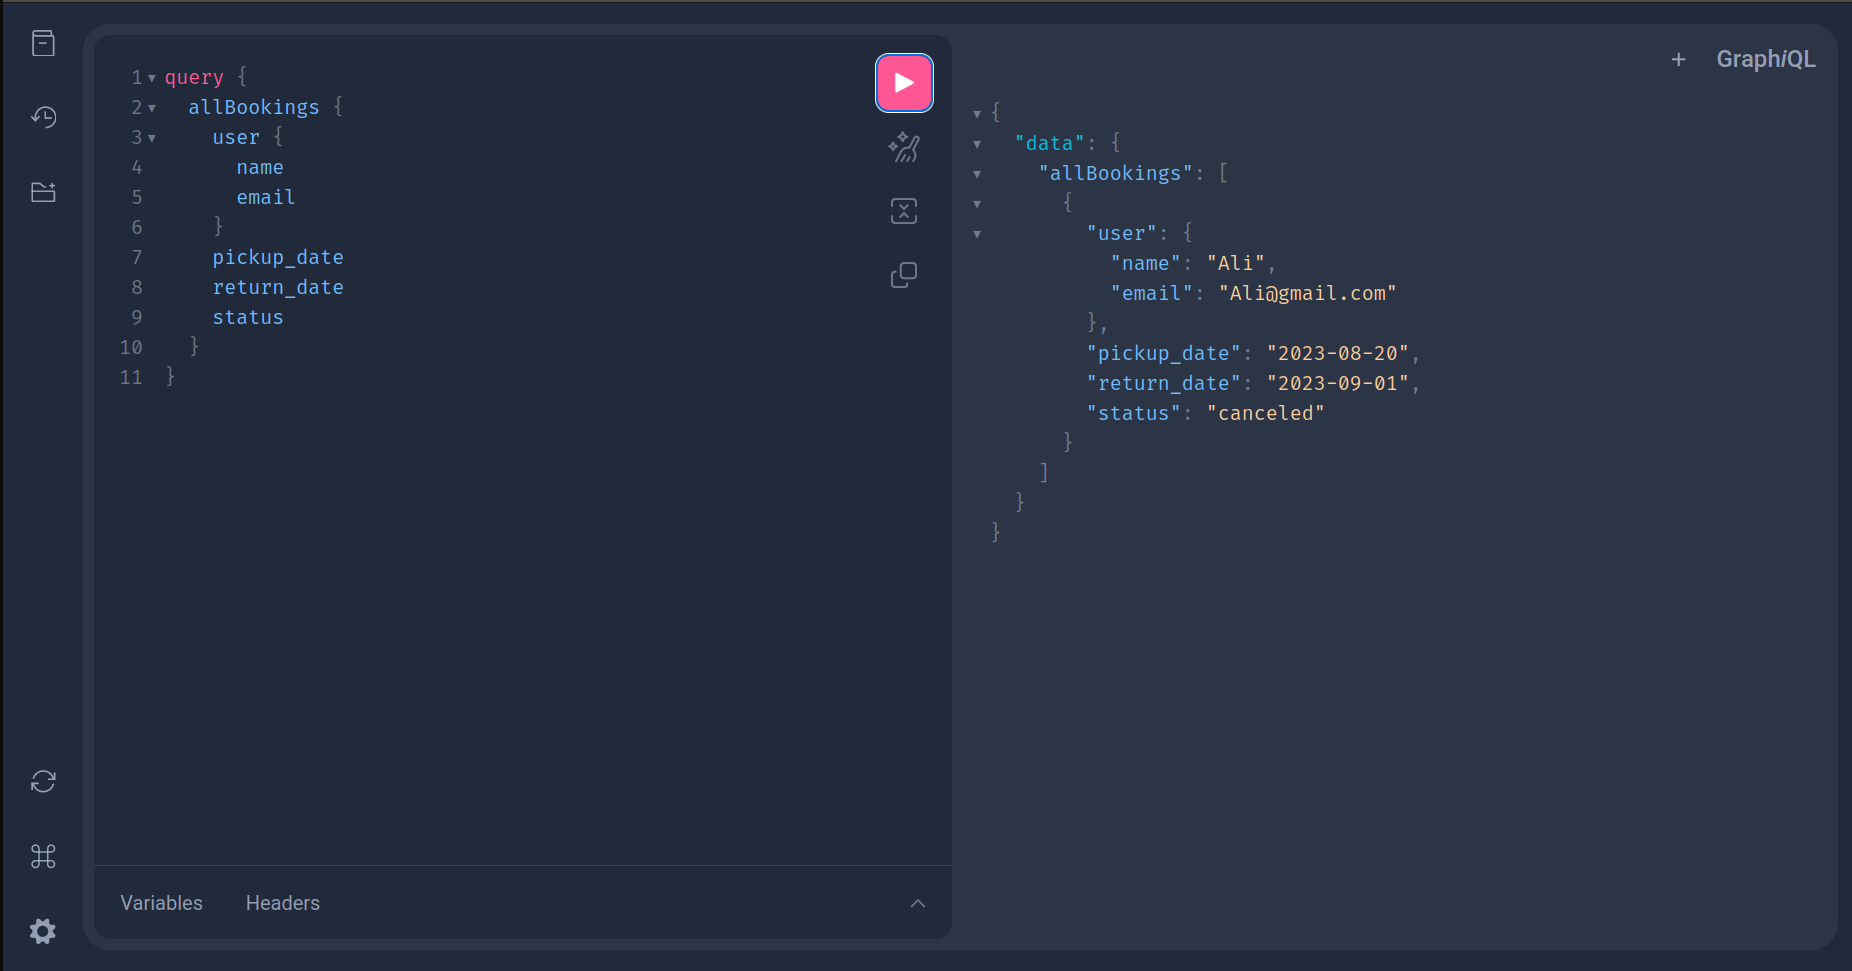 1 query {
2 allBookings {
3 user {
4 name
5 email
6 }
7 pickup_date
8 return_date
9 status
10 }
11 }
Variables Headers
+ GraphiQL
{
"data": {
"allBookings": [
{
"user": {
"name": "Ali",
"email": "Ali@gmail.com"
},
"pickup_date": "2023-08-20",
"return_date": "2023-09-01",
"status": "canceled"
}
]
}
}